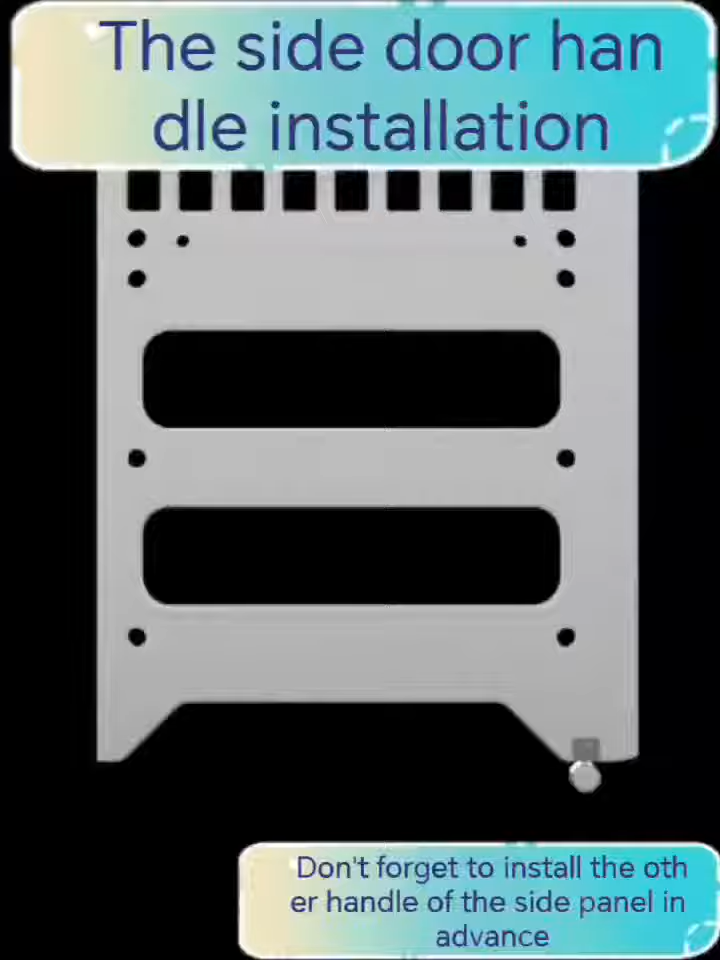 The side door han
dle installation
Don't forget to install the oth
er handle of the side panel in
advance